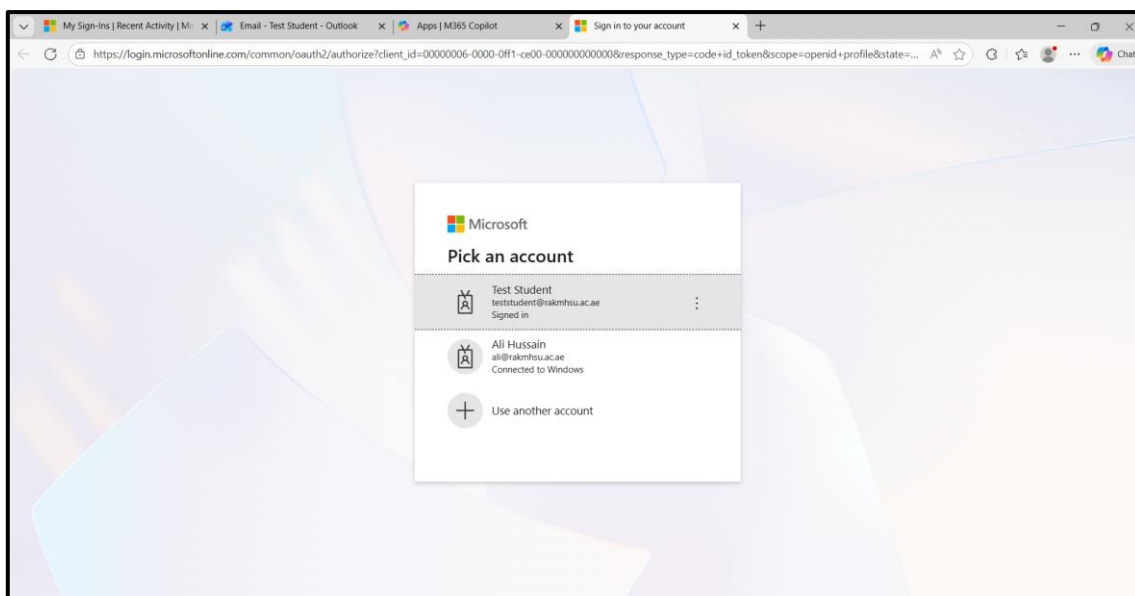 My Sign-Ins | Recent Activity | Mic
Email - Test Student - Outlook
Apps | M365 Copilot
Sign in to your account
https://login.microsoftonline.com/common/oauth2/authorize?client_id=00000006-0000-0ff1-ce00-000000000000&response_type=code+id_token&scope=openid+profile&state=...
Chat
Microsoft
Pick an account
Test Student
teststudent@rakmhsu.ac.ae
Signed in
Ali Hussain
ali@rakmhsu.ac.ae
Connected to Windows
Use another account